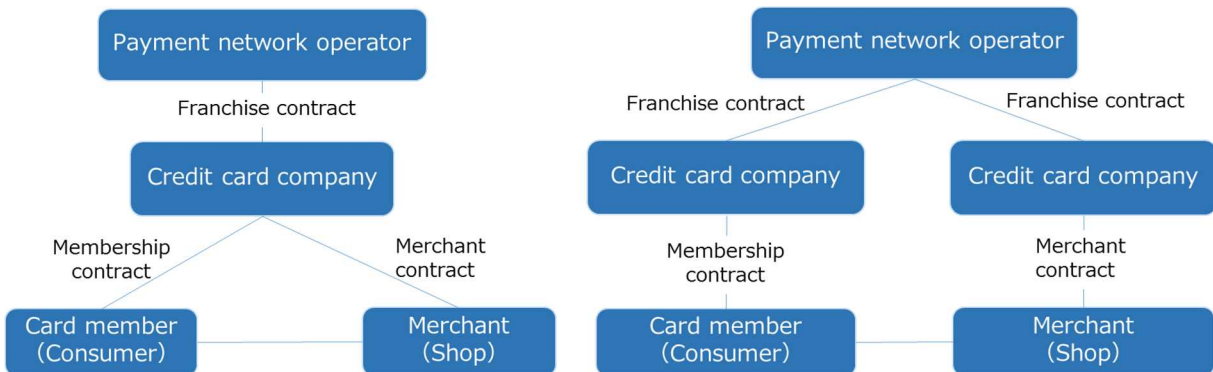 Payment network operator
Franchise contract
Credit card company
Membership
contract
Merchant
contract
Card member
（Consumer）
Merchant
（Shop）
Payment network operator
Franchise contract
Franchise contract
Credit card company
Credit card company
Membership
contract
Merchant
contract
Card member
（Consumer）
Merchant
（Shop）